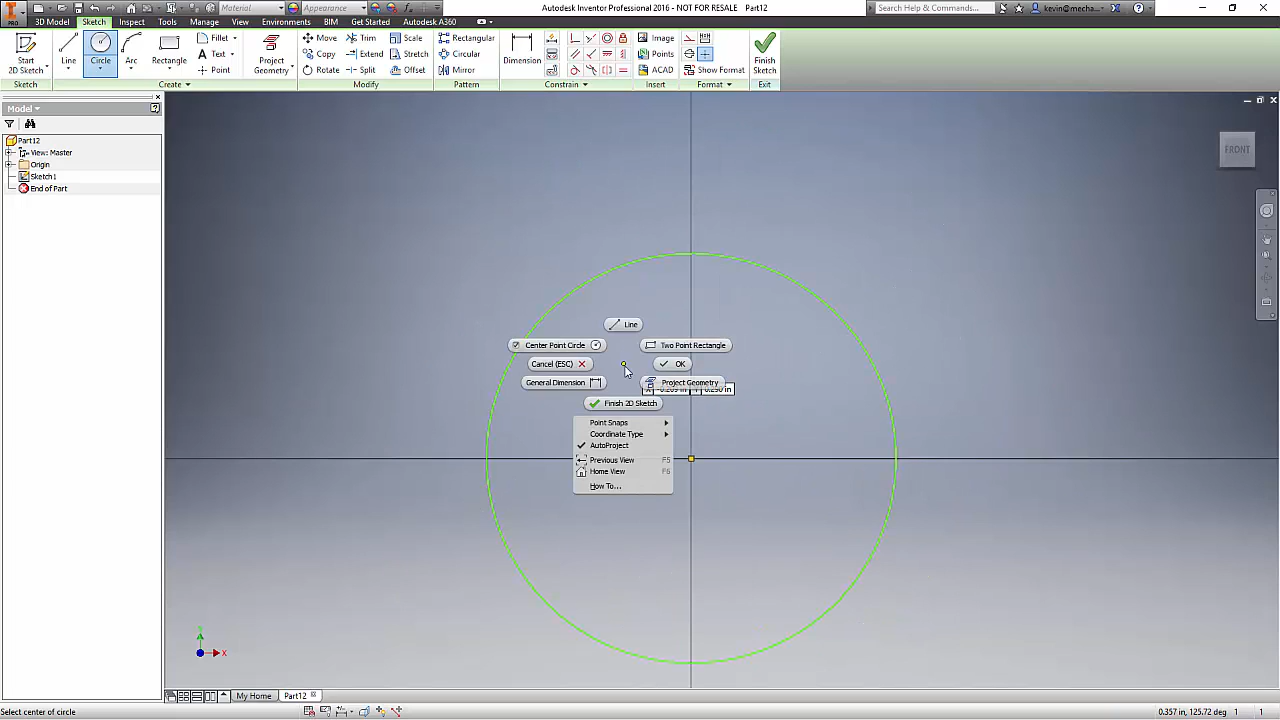 Material
Appearance
Autodesk Inventor Professional 2016 - NOT FOR RESALE Part12
Search Help & Commands...
kevin@mecha...
PRO
3D Model
Sketch
Inspect
Tools
Manage
View
Environments
BIM
Get Started
Autodesk A360
Start
2D Sketch
Line
Circle
Arc
Rectangle
Fillet
Text
Point
Project
Geometry
Move
Copy
Rotate
Trim
Extend
Split
Scale
Stretch
Offset
Rectangular
Circular
Mirror
Dimension
Image
Points
ACAD
Show Format
Finish
Sketch
Sketch
Create
Modify
Pattern
Constrain
Insert
Format
Exit
Model
Part12
View: Master
Origin
Sketch1
End of Part
FRONT
Line
Center Point Circle
Two Point Rectangle
Cancel (ESC)
OK
General Dimension
Project Geometry
Finish 2D Sketch
Point Snaps
Coordinate Type
AutoProject
Previous View F5
Home View F6
How To...
Y
X
My Home
Part12
Select center of circle
0.357 in, 125.72 deg 1 1